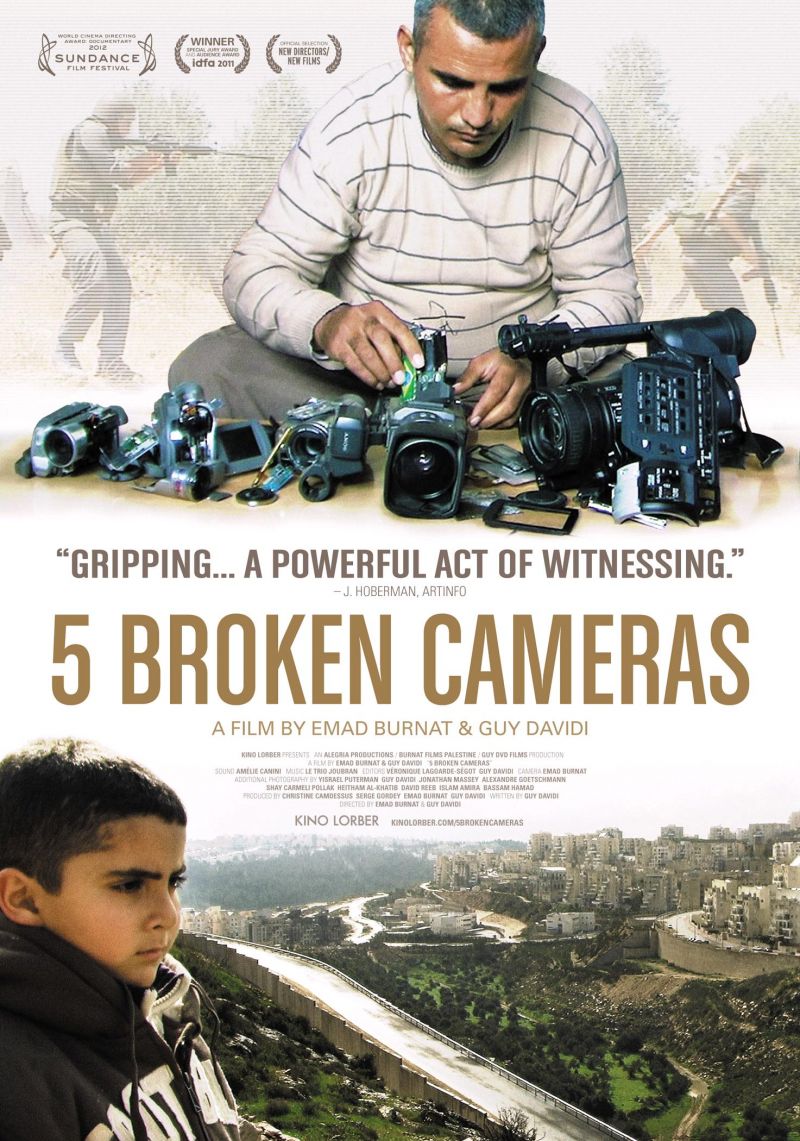 WORLD CINEMA DIRECTING
AWARD: DOCUMENTARY
2012
SUNDANCE
FILM FESTIVAL
WINNER
SPECIAL JURY AWARD
AND AUDIENCE AWARD
idfa 2011
OFFICIAL SELECTION
NEW DIRECTORS/
NEW FILMS
SONY
“GRIPPING... A POWERFUL ACT OF WITNESSING.”
– J. HOBERMAN, ARTINFO
5 BROKEN CAMERAS
A FILM BY EMAD BURNAT & GUY DAVIDI
KINO LORBER PRESENTS AN ALEGRIA PRODUCTIONS / BURNAT FILMS PALESTINE / GUY DVD FILMS PRODUCTION
A FILM BY EMAD BURNAT & GUY DAVIDI "5 BROKEN CAMERAS"
SOUND AMÉLIE CANINI MUSIC LE TRIO JOUBRAN EDITORS VÉRONIQUE LAGOARDE-SÉGOT GUY DAVIDI CAMERA EMAD BURNAT
ADDITIONAL PHOTOGRAPHY BY YISRAEL PUTERMAN GUY DAVIDI JONATHAN MASSEY ALEXANDRE GOETSCHMANN
SHAY CARMELI POLLAK HEITHAM AL-KHATIB DAVID REEB ISLAM AMIRA BASSAM HAMAD
PRODUCED BY CHRISTINE CAMDESSUS SERGE GORDEY EMAD BURNAT GUY DAVIDI WRITTEN BY GUY DAVIDI
DIRECTED BY EMAD BURNAT & GUY DAVIDI
KINO LORBER KINOLORBER.COM/5BROKENCAMERAS